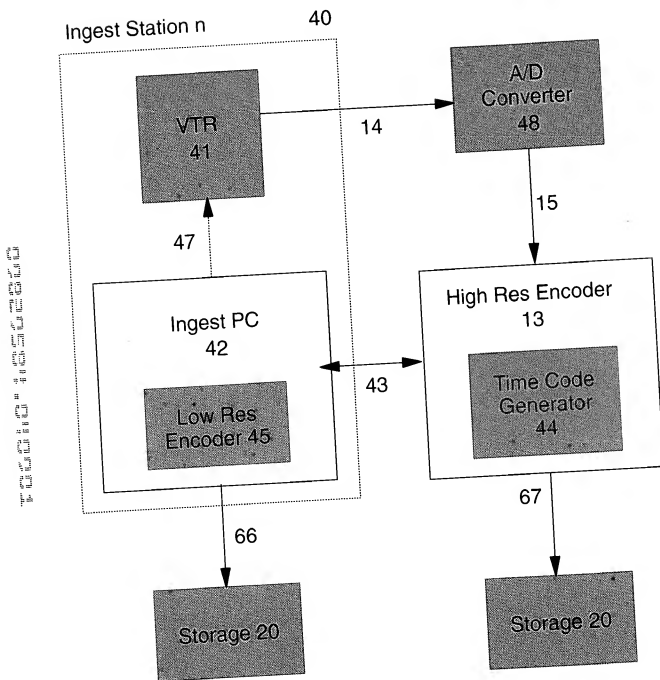 Ingest Station n
40
VTR
41
14
A/D
Converter
48
47
15
Ingest PC
42
Low Res
Encoder 45
43
High Res Encoder
13
Time Code
Generator
44
66
67
Storage 20
Storage 20